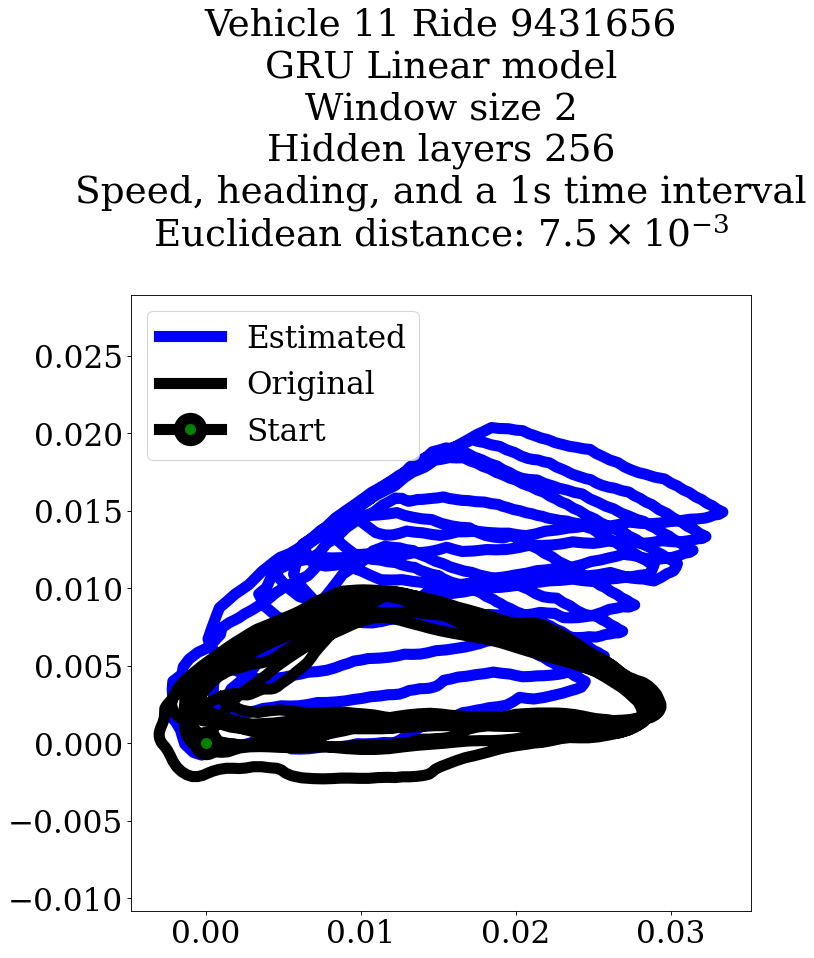 Vehicle 11 Ride 9431656
GRU Linear model
Window size 2
Hidden layers 256
Speed, heading, and a 1s time interval
Euclidean distance: 7.5 × 10⁻³
Estimated
Original
Start
0.025
0.020
0.015
0.010
0.005
0.000
−0.005
−0.010
0.00 0.01 0.02 0.03